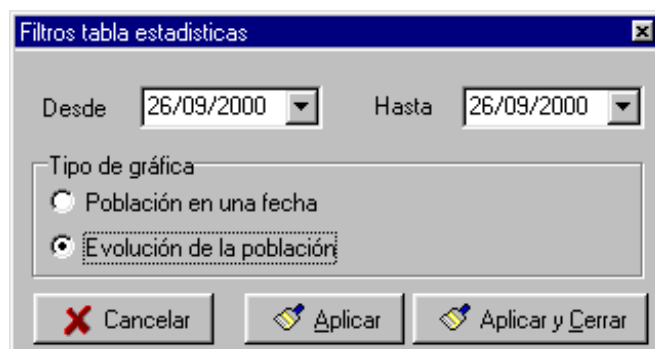 Filtros tabla estadisticas
Desde 26/09/2000 Hasta 26/09/2000
Tipo de gráfica
Población en una fecha
Evolución de la población
Cancelar Aplicar Aplicar y Cerrar